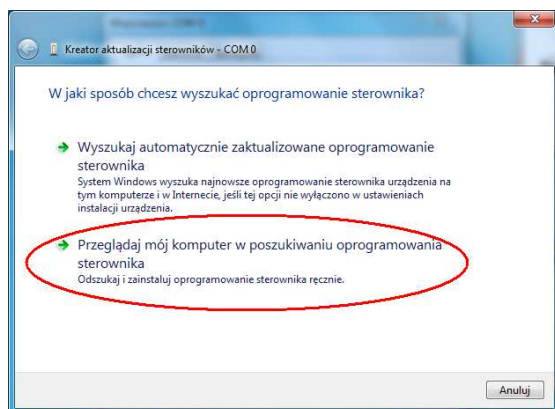 Kreator aktualizacji sterowników - COM0
W jaki sposób chcesz wyszukać oprogramowanie sterownika?
Wyszukaj automatycznie zaktualizowane oprogramowanie
sterownika
System Windows wyszuka najnowsze oprogramowanie sterownika urządzenia na
tym komputerze i w Internecie, jeśli tej opcji nie wyłączono w ustawieniach
instalacji urządzenia.
Przeglądaj mój komputer w poszukiwaniu oprogramowania
sterownika
Odszukaj i zainstaluj oprogramowanie sterownika ręcznie.
Anuluj